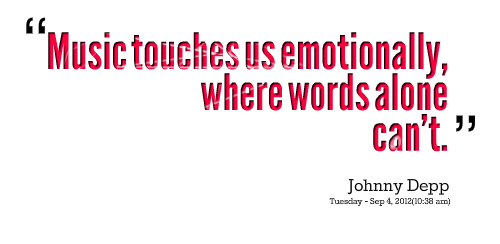 “Music touches us emotionally,
where words alone
can't.”
Johnny Depp
Tuesday - Sep 4, 2012(10:38 am)